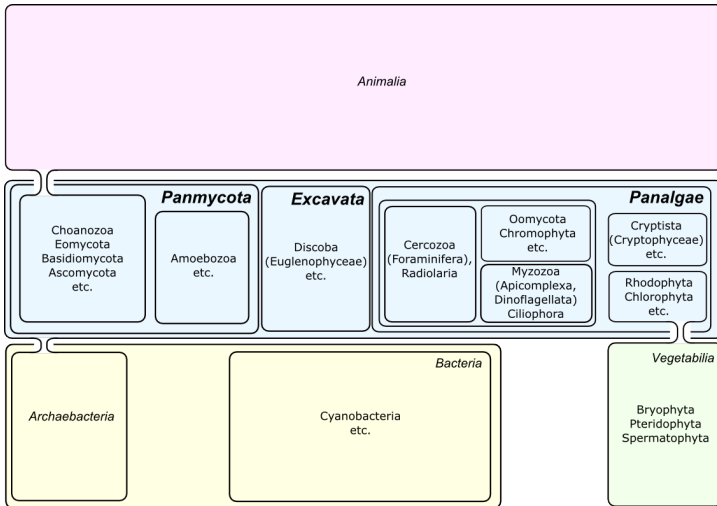 Animalia
Panmycota
Excavata
Panalgae
Choanozoa
Eomycota
Basidiomycota
Ascomycota
etc.
Amoebozoa
etc.
Discoba
(Euglenophyceae)
etc.
Cercozoa
(Foraminifera),
Radiolaria
Oomycota
Chromophyta
etc.
Myzozoa
(Apicomplexa,
Dinoflagellata)
Ciliophora
Cryptista
(Cryptophyceae)
etc.
Rhodophyta
Chlorophyta
etc.
Archaebacteria
Bacteria
Cyanobacteria
etc.
Vegetabilia
Bryophyta
Pteridophyta
Spermatophyta